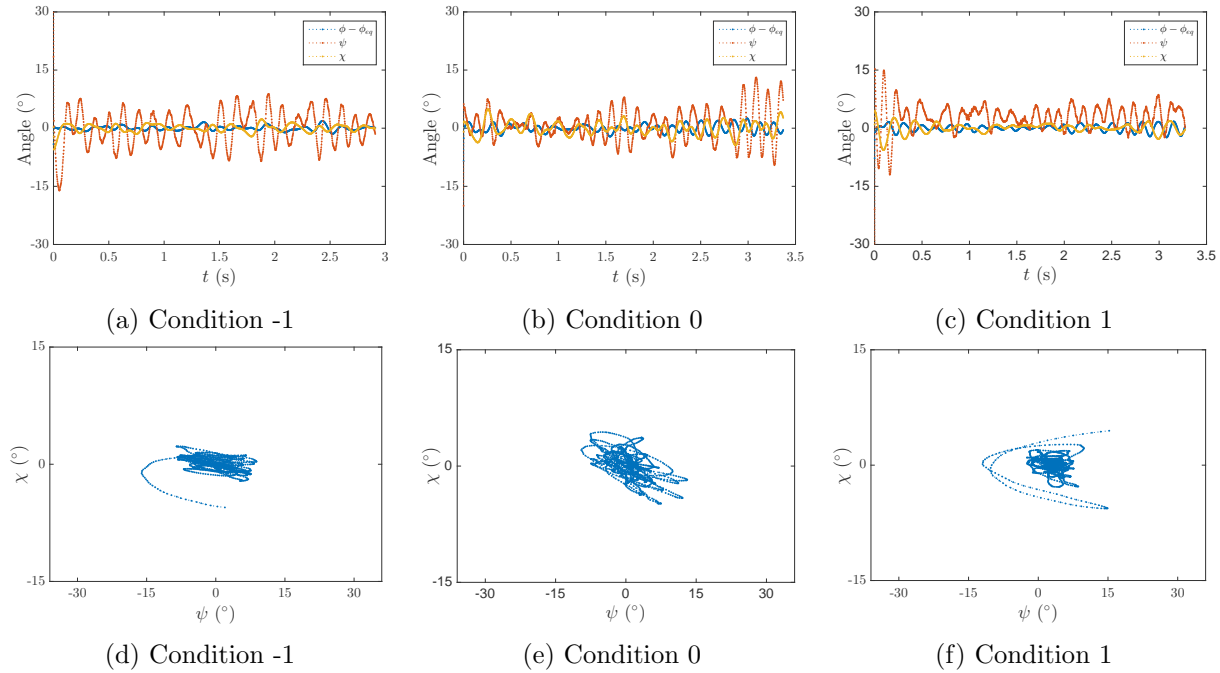 30
15
0
-15
-30
Angle (°)
0
0.5
1
1.5
2
2.5
3
t (s)
ϕ − ϕeq
ψ
χ
(a) Condition -1
30
15
0
-15
-30
Angle (°)
0
0.5
1
1.5
2
2.5
3
3.5
t (s)
ϕ − ϕeq
ψ
χ
(b) Condition 0
30
15
0
-15
-30
Angle (°)
0
0.5
1
1.5
2
2.5
3
3.5
t (s)
ϕ − ϕeq
ψ
χ
(c) Condition 1
15
0
-15
χ (°)
-30
-15
0
15
30
ψ (°)
(d) Condition -1
15
0
-15
χ (°)
-30
-15
0
15
30
ψ (°)
(e) Condition 0
15
0
-15
χ (°)
-30
-15
0
15
30
ψ (°)
(f) Condition 1